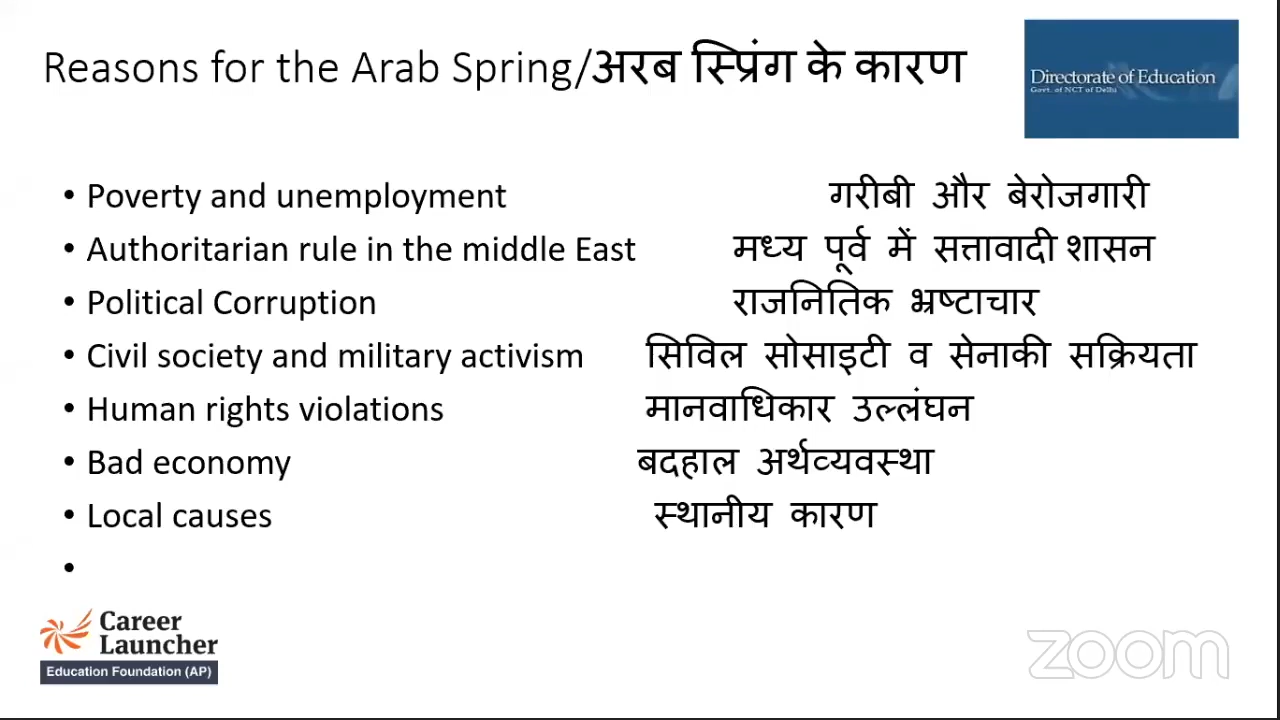 Reasons for the Arab Spring/अरब स्प्रिंग के कारण
Directorate of Education
Govt. of NCT of Delhi
• Poverty and unemployment गरीबी और बेरोजगारी
• Authoritarian rule in the middle East मध्य पूर्व में सत्तावादी शासन
• Political Corruption राजनितिक भ्रष्टाचार
• Civil society and military activism सिविल सोसाइटी व सेनाकी सक्रियता
• Human rights violations मानवाधिकार उल्लंघन
• Bad economy बदहाल अर्थव्यवस्था
• Local causes स्थानीय कारण
•
Career
Launcher
Education Foundation (AP)
zoom